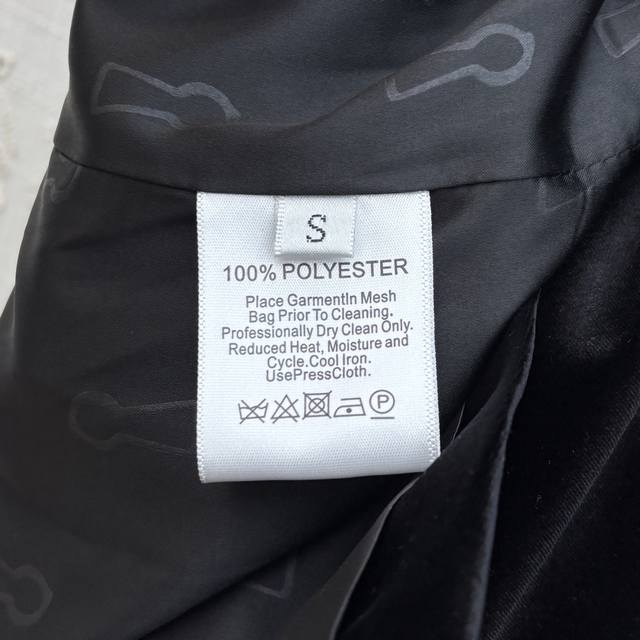 S
100% POLYESTER
Place GarmentIn Mesh
Bag Prior To Cleaning.
Professionally Dry Clean Only.
Reduced Heat, Moisture and
Cycle.Cool Iron.
UsePressCloth.
P